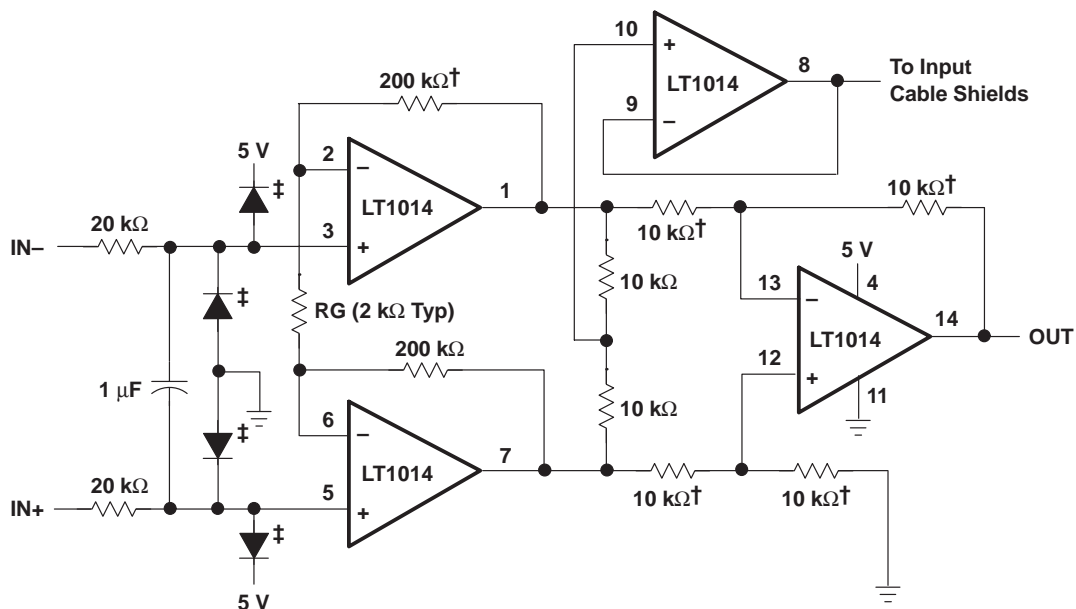 10
+
8
To Input
Cable Shields
LT1014
9
−
200 kΩ†
5 V
‡
2
−
1
LT1014
10 kΩ†
10 kΩ†
20 kΩ
IN–
3
+
5 V
4
10 kΩ
13
−
‡
RG (2 kΩ Typ)
14
LT1014
OUT
200 kΩ
12
+
1 μF
11
10 kΩ
‡
6
−
7
LT1014
20 kΩ
IN+
5
+
10 kΩ†
10 kΩ†
‡
5 V